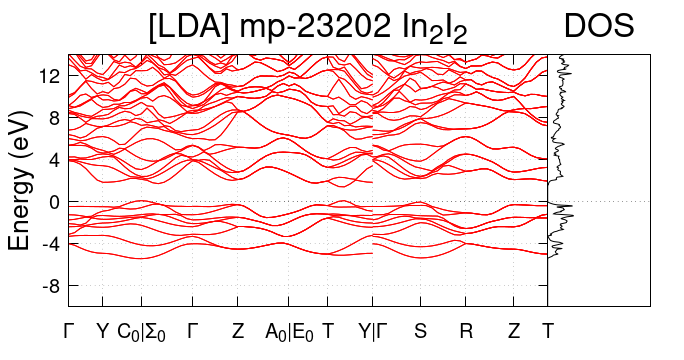 [LDA] mp-23202 In₂I₂ DOS
Energy (eV)
12
8
4
0
-4
-8
Γ Y C₀|Σ₀ Γ Z A₀|E₀ T Y|Γ S R Z T